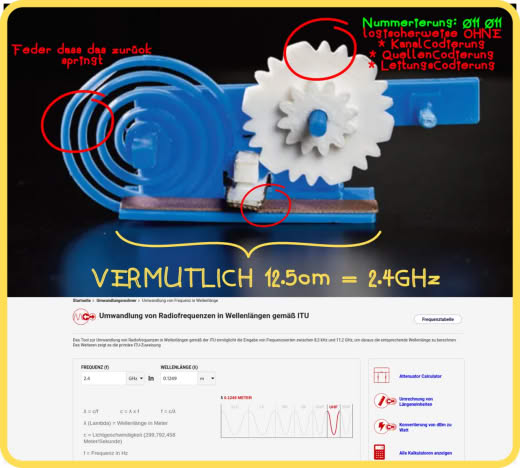 Nummerierung: Ø11 Ø11
logischerweise OHNE
* KanalCodierung
* QuellenCodierung
* LeitungsCodierung
Feder dass das zurück
springt
VERMUTLICH 12.5cm = 2.4GHz
Startseite > Umwandlungsrechner > Umwandlung von Frequenz in Wellenlänge
Umwandlung von Radiofrequenzen in Wellenlängen gemäß ITU
Frequenztabelle
Das Tool zur Umwandlung von Radiofrequenzen in Wellenlängen gemäß der ITU ermöglicht die Eingabe von Frequenzwerten zwischen 8.2 kHz und 11.2 GHz, um daraus die entsprechende Wellenlänge zu berechnen.
Des Weiteren zeigt es die primäre ITU-Zuweisung
FREQUENZ (f)
WELLENLÄNGE (λ)
2.4
GHz
in
0.1249
m
λ 0.1249 METER
UHF
λ = c/f
c = λ x f
f = c/λ
λ (Lambda) = Wellenlänge in Meter
c = Lichtgeschwindigkeit (299,792,458
Meter/Sekunde)
f = Frequenz in Hz
Attenuator Calculator
Umrechnung von
Längeneinheiten
Konvertierung von dBm zu
Watt
Alle Kalkulatoren anzeigen